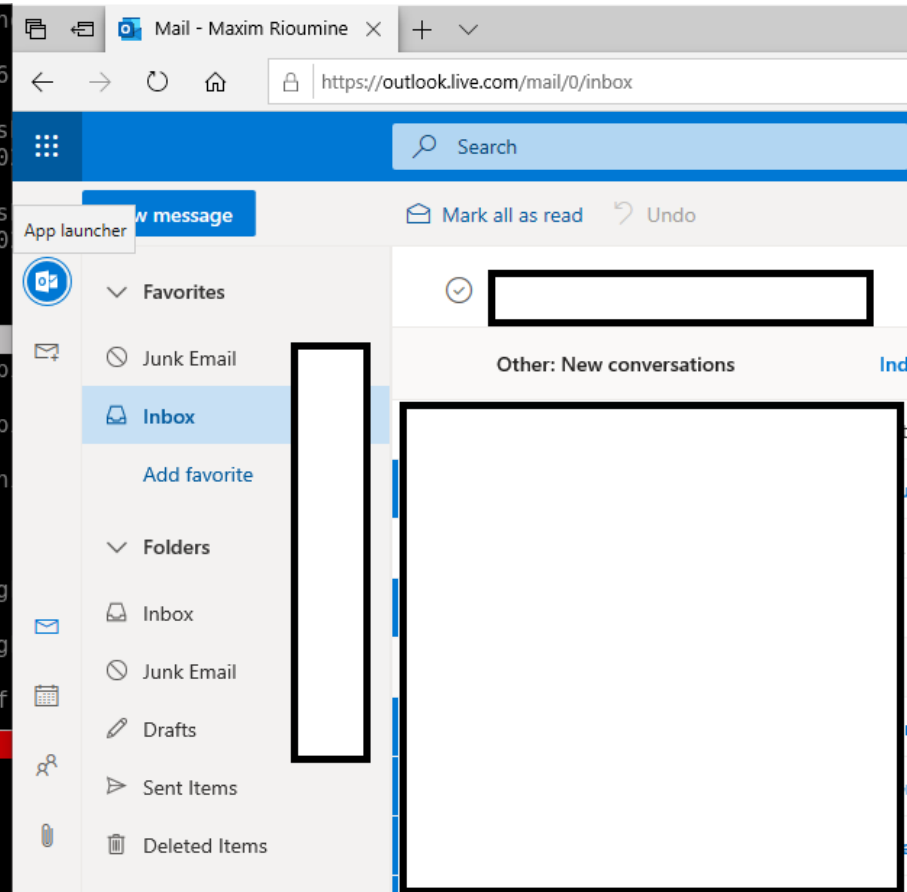 Mail - Maxim Rioumine
https://outlook.live.com/mail/0/inbox
Search
w message
Mark all as read
Undo
App launcher
Favorites
Junk Email
Other: New conversations
Ind
Inbox
Add favorite
Folders
Inbox
Junk Email
Drafts
Sent Items
Deleted Items